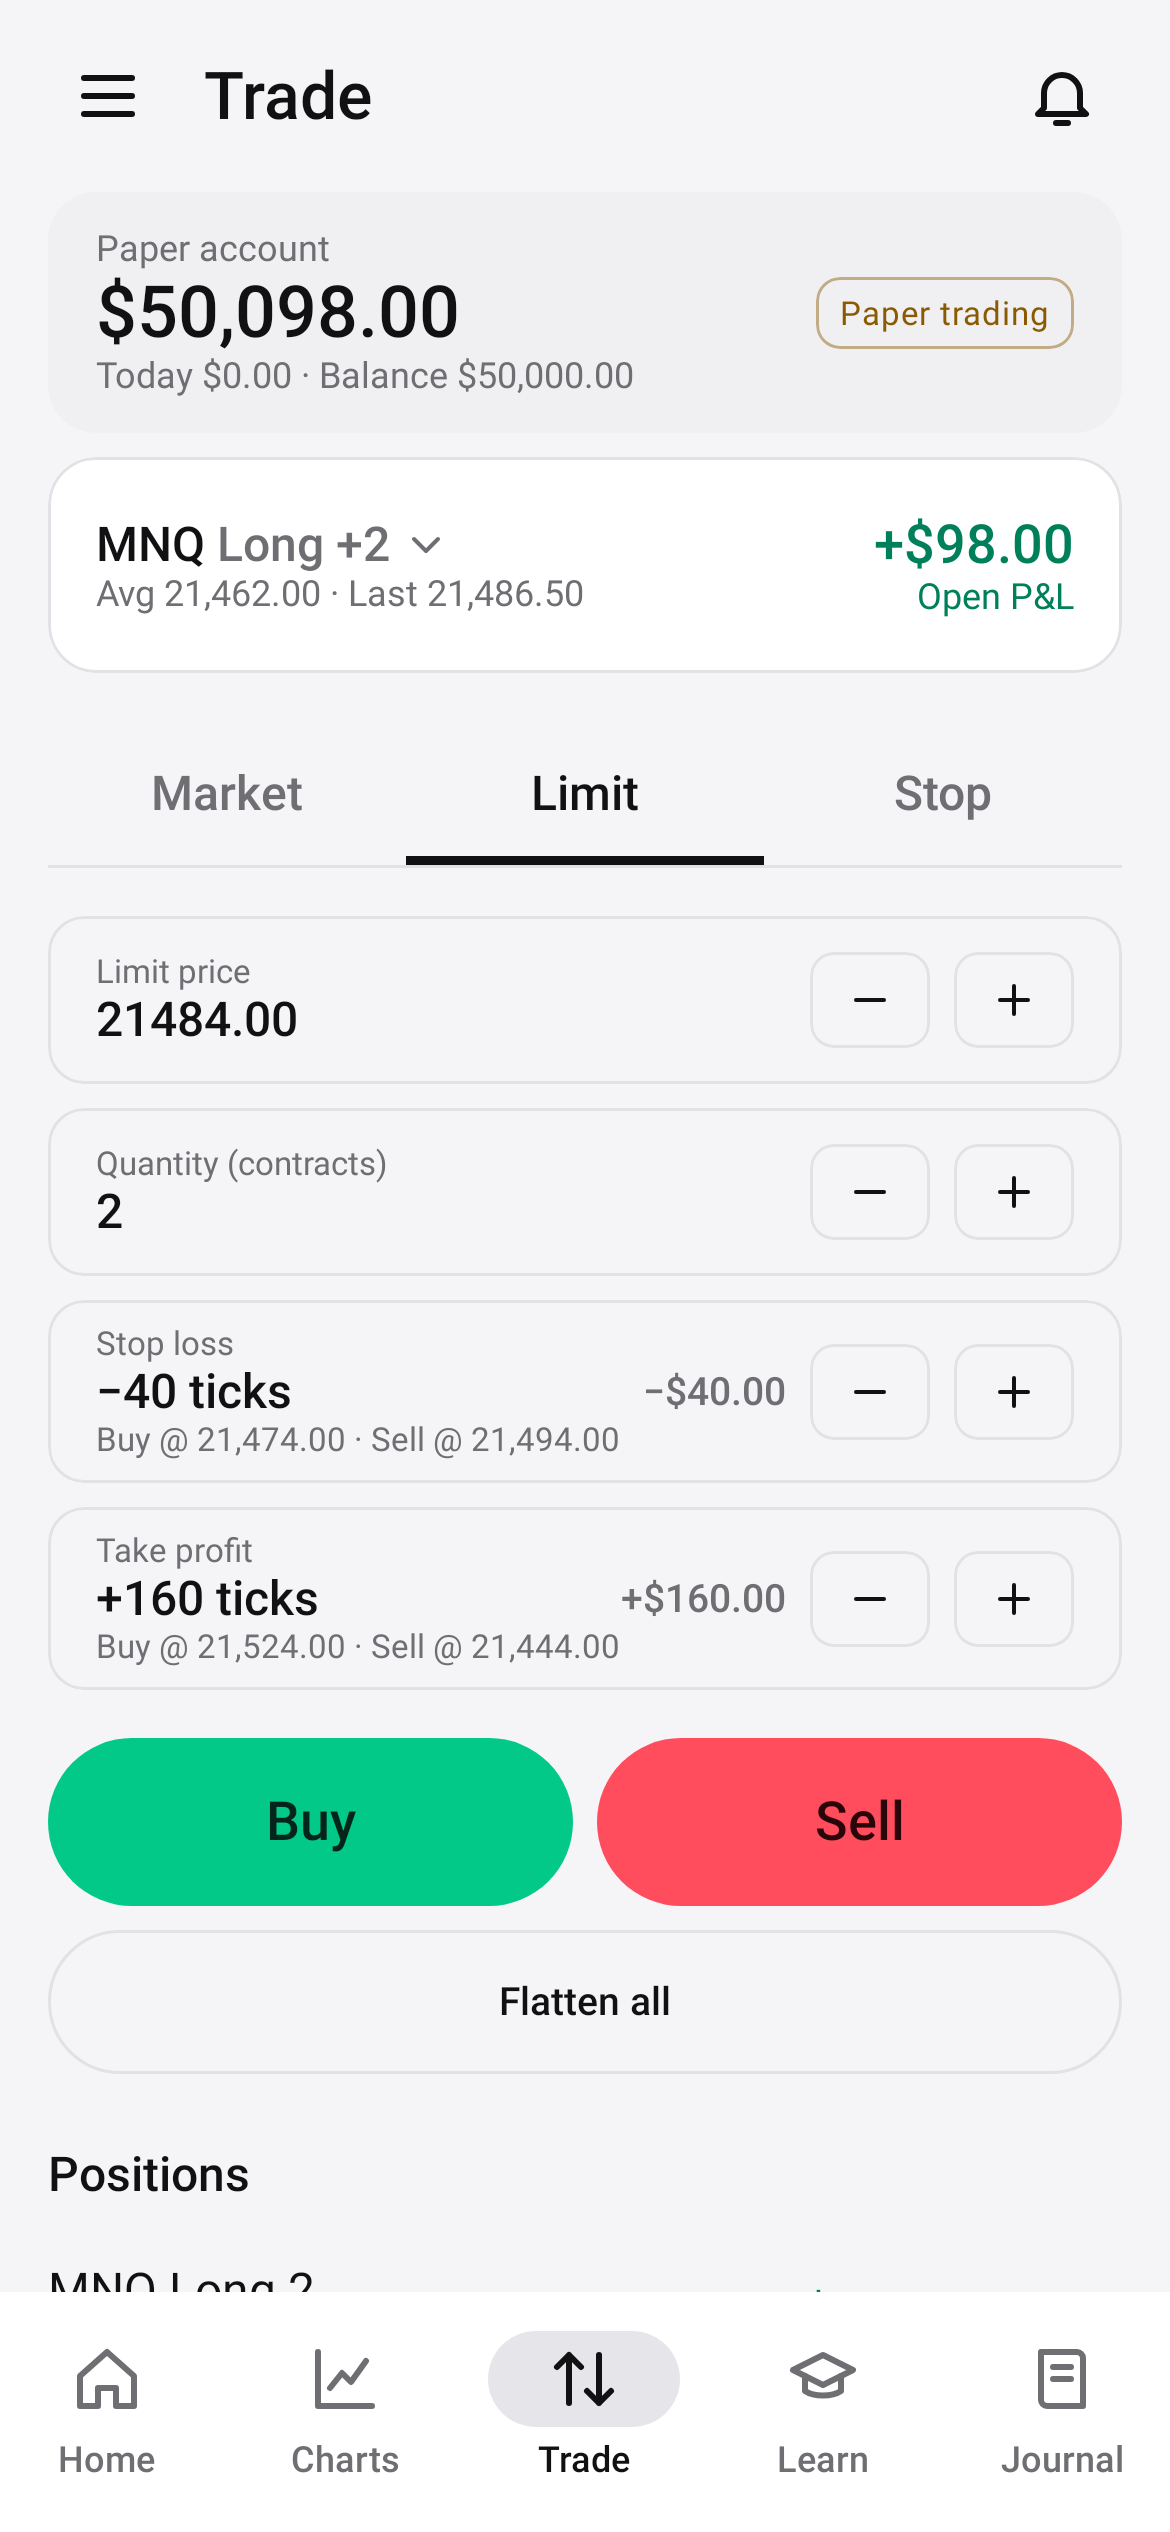 Trade
Paper account
$50,098.00
Paper trading
Today $0.00 · Balance $50,000.00
MNQ Long +2
+$98.00
Avg 21,462.00 · Last 21,486.50
Open P&L
Market
Limit
Stop
Limit price
21484.00
Quantity (contracts)
2
Stop loss
−40 ticks
−$40.00
Buy @ 21,474.00 · Sell @ 21,494.00
Take profit
+160 ticks
+$160.00
Buy @ 21,524.00 · Sell @ 21,444.00
Buy
Sell
Flatten all
Positions
MNQ Long 2
Home
Charts
Trade
Learn
Journal